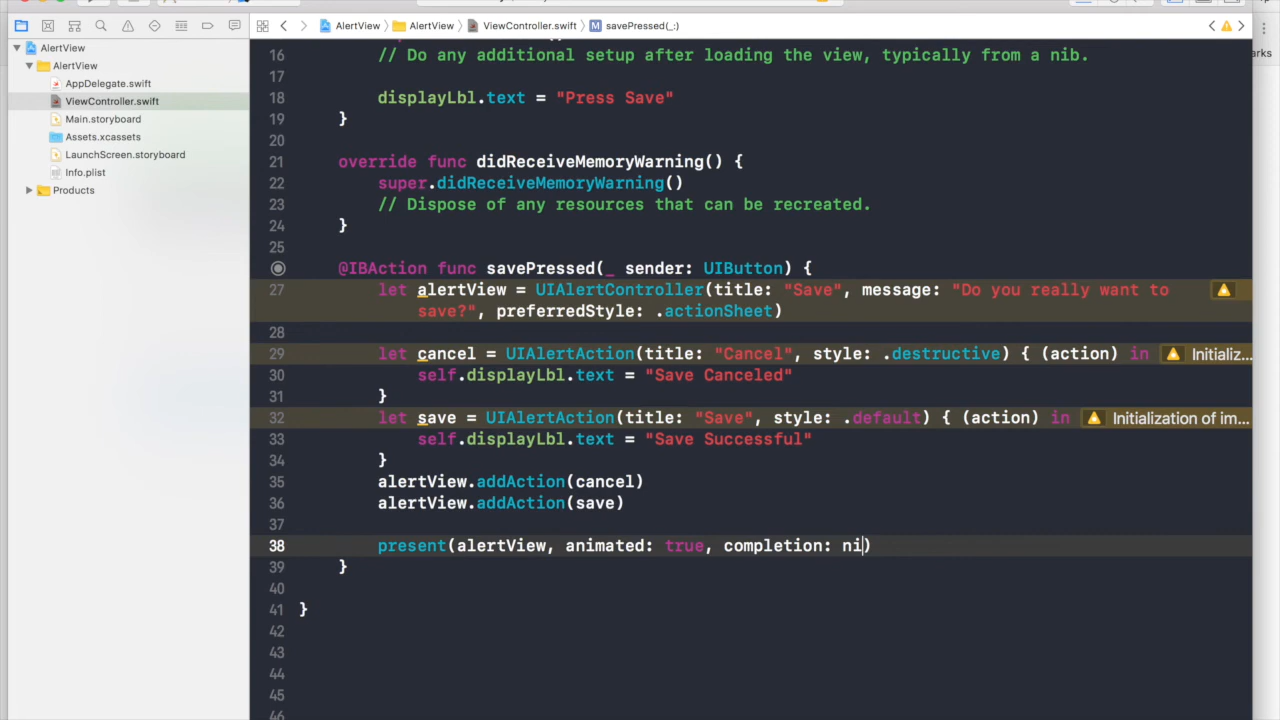 AlertView
AlertView
ViewController.swift
savePressed(_:)
arks
AlertView
AlertView
AppDelegate.swift
ViewController.swift
Main.storyboard
Assets.xcassets
LaunchScreen.storyboard
Info.plist
Products
16 // Do any additional setup after loading the view, typically from a nib.
17
18 displayLbl.text = "Press Save"
19 }
20
21 override func didReceiveMemoryWarning() {
22 super.didReceiveMemoryWarning()
23 // Dispose of any resources that can be recreated.
24 }
25
@IBAction func savePressed(_ sender: UIButton) {
27 let alertView = UIAlertController(title: "Save", message: "Do you really want to
save?", preferredStyle: .actionSheet)
28
29 let cancel = UIAlertAction(title: "Cancel", style: .destructive) { (action) in Initializ...
30 self.displayLbl.text = "Save Canceled"
31 }
32 let save = UIAlertAction(title: "Save", style: .default) { (action) in Initialization of im...
33 self.displayLbl.text = "Save Successful"
34 }
35 alertView.addAction(cancel)
36 alertView.addAction(save)
37
38 present(alertView, animated: true, completion: ni)
39 }
40
41 }
42
43
44
45
46